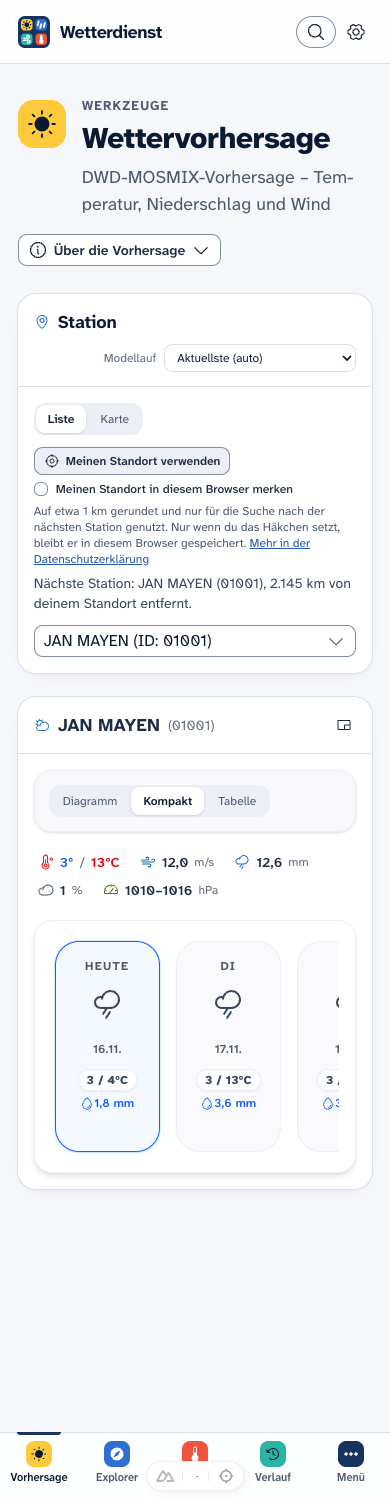 Wetterdienst
WERKZEUGE
Wettervorhersage
DWD-MOSMIX-Vorhersage – Tem-
peratur, Niederschlag und Wind
Über die Vorhersage
Station
Modellauf Aktuellste (auto)
Liste Karte
Meinen Standort verwenden
Meinen Standort in diesem Browser merken
Auf etwa 1 km gerundet und nur für die Suche nach der
nächsten Station genutzt. Nur wenn du das Häkchen setzt,
bleibt er in diesem Browser gespeichert. Mehr in der
Datenschutzerklärung
Nächste Station: JAN MAYEN (01001), 2.145 km von
deinem Standort entfernt.
JAN MAYEN (ID: 01001)
JAN MAYEN (01001)
Diagramm Kompakt Tabelle
3° / 13°C 12,0 m/s 12,6 mm
1 % 1010–1016 hPa
HEUTE DI
16.11. 17.11. 1
3 / 4°C 3 / 13°C 3 /
1,8 mm 3,6 mm 3
-
Vorhersage Explorer Verlauf Menü